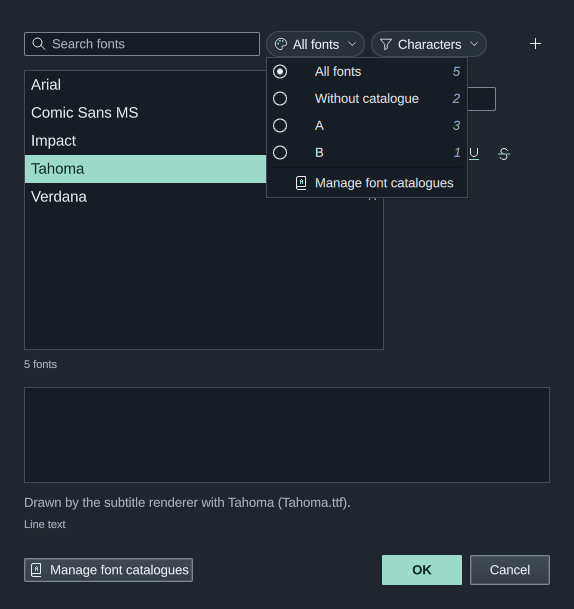 Search fonts
All fonts
Characters
Arial
Comic Sans MS
Impact
Tahoma
Verdana
All fonts 5
Without catalogue 2
A 3
B 1
Manage font catalogues
U S
5 fonts
Drawn by the subtitle renderer with Tahoma (Tahoma.ttf).
Line text
Manage font catalogues
OK
Cancel